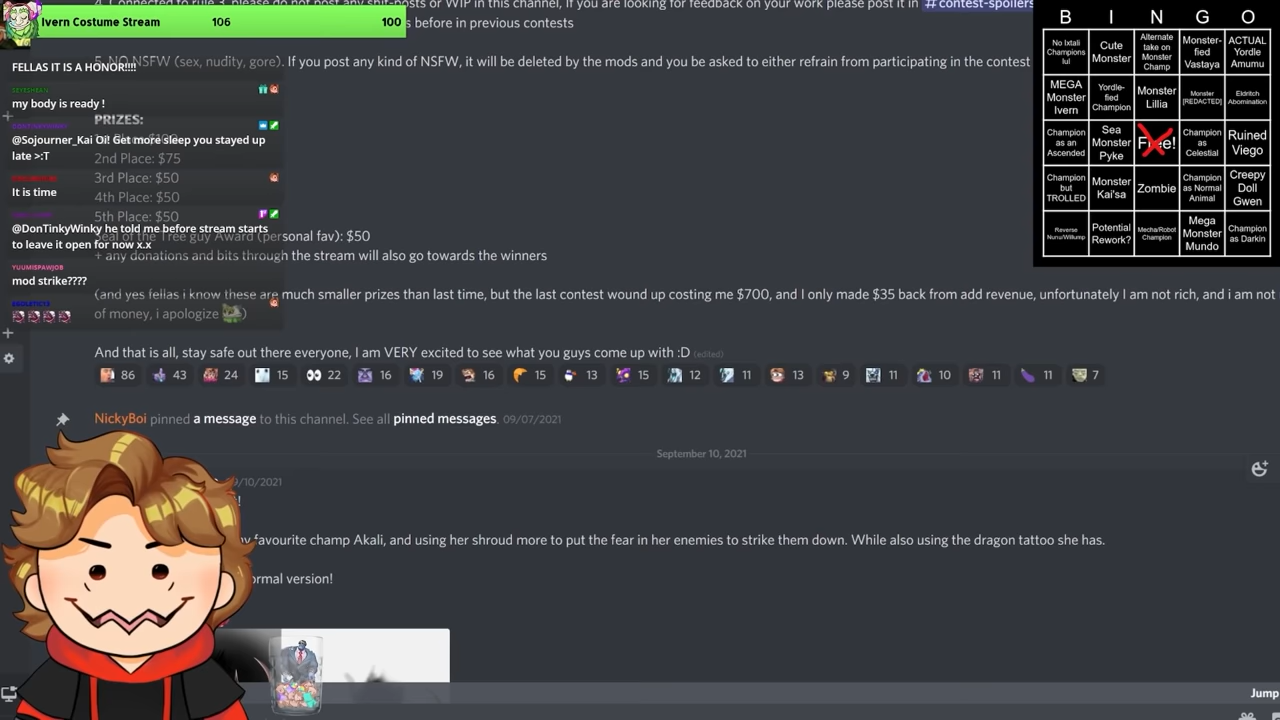 4. Connected to rule 3, please do not post any shit-posts or WIP in this channel, If you are looking for feedback on your work please post it in #contest-spoilers
Ivern Costume Stream 106 100
s before in previous contests
5. NO NSFW (sex, nudity, gore). If you post any kind of NSFW, it will be deleted by the mods and you be asked to either refrain from participating in the contest
FELLAS IT IS A HONOR!!!!
my body is ready !
PRIZES:
@Sojourner_Kai Oi! Get more sleep you stayed up
late >:T
2nd Place: $75
3rd Place: $50
It is time
4th Place: $50
5th Place: $50
@DonTinkyWinky he told me before stream starts
to leave it open for now x.x
Seal of the Tree guy Award (personal fav): $50
+ any donations and bits through the stream will also go towards the winners
YUUMISPAWJOB
mod strike????
(and yes fellas i know these are much smaller prizes than last time, but the last contest wound up costing me $700, and I only made $35 back from add revenue, unfortunately I am not rich, and i am not
of money, i apologize )
And that is all, stay safe out there everyone, I am VERY excited to see what you guys come up with :D (edited)
86 43 24 15 22 16 19 16 15 13 15 12 11 13 9 11 10 11 11 7
NickyBoi pinned a message to this channel. See all pinned messages. 09/07/2021
September 10, 2021
9/10/2021
!
y favourite champ Akali, and using her shroud more to put the fear in her enemies to strike them down. While also using the dragon tattoo she has.
ormal version!
Jump
B I N G O
No Ixtali
Champions
lul
Cute
Monster
Alternate
take on
Monster
Champ
Monster-
fied
Vastaya
ACTUAL
Yordle
Amumu
MEGA
Monster
Ivern
Yordle-
fied
Champion
Monster
Lillia
Monster
[REDACTED]
Eldritch
Abomination
Champion
as an
Ascended
Sea
Monster
Pyke
Free!
Champion
as
Celestial
Ruined
Viego
Champion
but
TROLLED
Monster
Kai'sa
Zombie
Champion
as Normal
Animal
Creepy
Doll
Gwen
Reverse
Nunu/Willump
Potential
Rework?
Mecha/Robot
Champion
Mega
Monster
Mundo
Champion
as Darkin